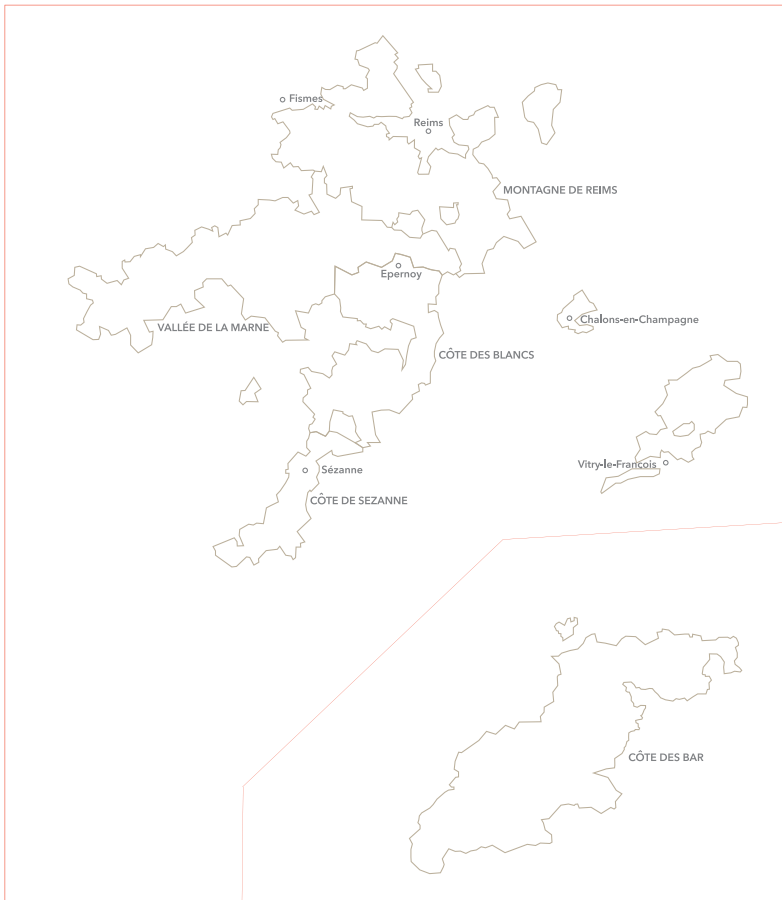 Fismes
Reims
MONTAGNE DE REIMS
Epernoy
Chalons-en-Champagne
VALLÉE DE LA MARNE
CÔTE DES BLANCS
Vitry-le-Francois
Sézanne
CÔTE DE SEZANNE
CÔTE DES BAR